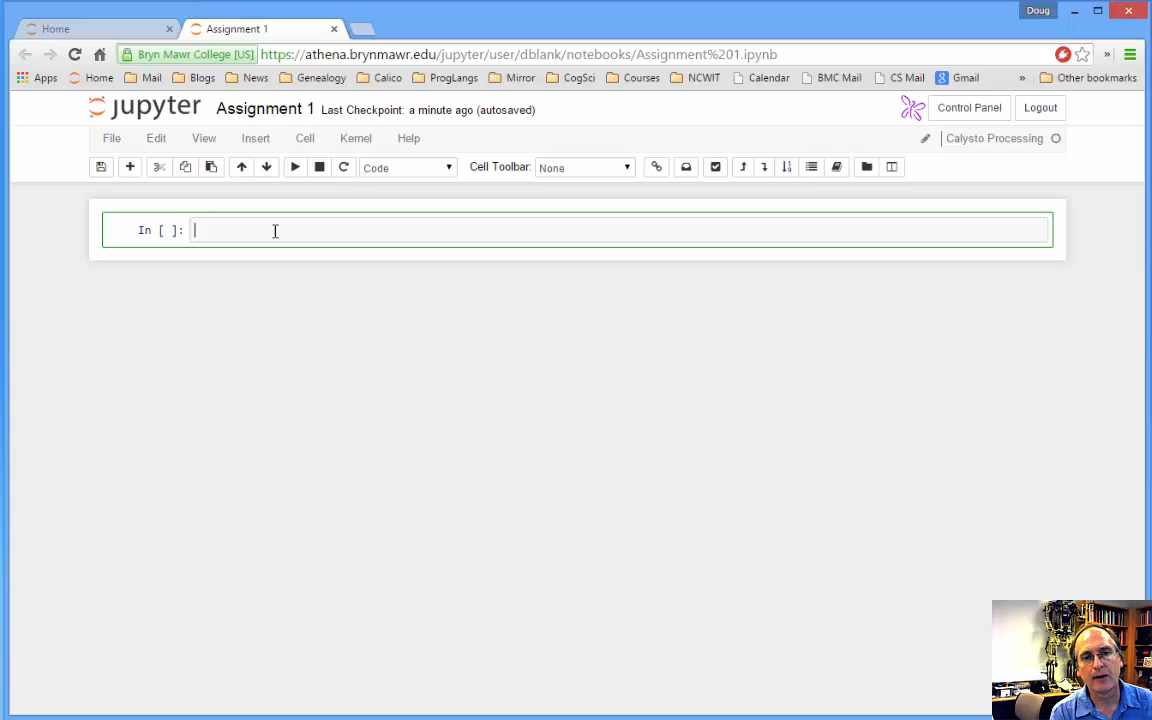 Doug
Home Assignment 1
Bryn Mawr College [US] https://athena.brynmawr.edu/jupyter/user/dblank/notebooks/Assignment%201.ipynb »
Apps Home Mail Blogs News Genealogy Calico ProgLangs Mirror CogSci Courses NCWIT Calendar BMC Mail CS Mail Gmail » Other bookmarks
jupyter Assignment 1 Last Checkpoint: a minute ago (autosaved) Control Panel Logout
File Edit View Insert Cell Kernel Help Calysto Processing
Code Cell Toolbar: None
In [ ]: